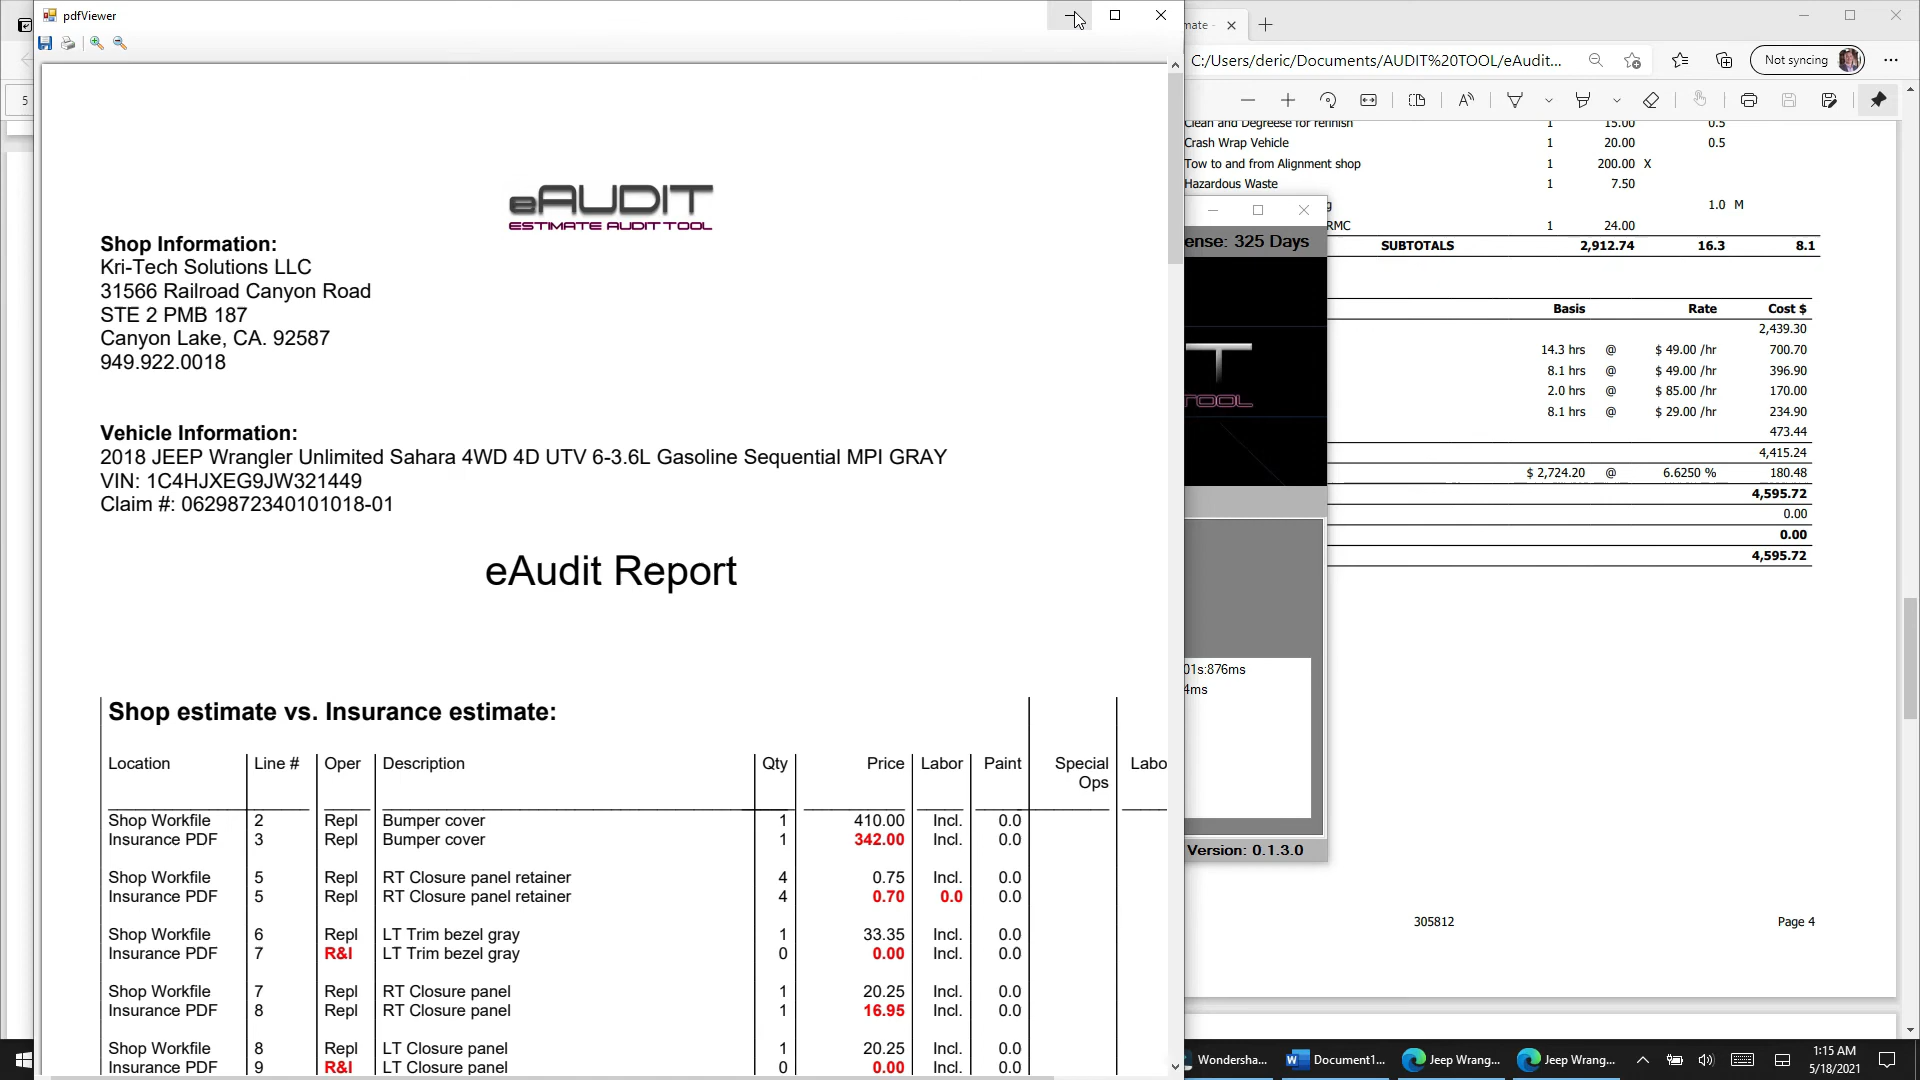 pdfViewer
eAUDIT
ESTIMATE AUDIT TOOL
Shop Information:
Kri-Tech Solutions LLC
31566 Railroad Canyon Road
STE 2 PMB 187
Canyon Lake, CA. 92587
949.922.0018
Vehicle Information:
2018 JEEP Wrangler Unlimited Sahara 4WD 4D UTV 6-3.6L Gasoline Sequential MPI GRAY
VIN: 1C4HJXEG9JW321449
Claim #: 0629872340101018-01
eAudit Report
Shop estimate vs. Insurance estimate:
Location Line # Oper Description Qty Price Labor Paint Special Ops Labo
Shop Workfile 2 Repl Bumper cover 1 410.00 Incl. 0.0
Insurance PDF 3 Repl Bumper cover 1 342.00 Incl. 0.0
Shop Workfile 5 Repl RT Closure panel retainer 4 0.75 Incl. 0.0
Insurance PDF 5 Repl RT Closure panel retainer 4 0.70 0.0 0.0
Shop Workfile 6 Repl LT Trim bezel gray 1 33.35 Incl. 0.0
Insurance PDF 7 R&I LT Trim bezel gray 0 0.00 Incl. 0.0
Shop Workfile 7 Repl RT Closure panel 1 20.25 Incl. 0.0
Insurance PDF 8 Repl RT Closure panel 1 16.95 Incl. 0.0
Shop Workfile 8 Repl LT Closure panel 1 20.25 Incl. 0.0
Insurance PDF 9 R&I LT Closure panel 0 0.00 Incl. 0.0
5
mate -
C:/Users/deric/Documents/AUDIT%20TOOL/eAudit...
Not syncing
Clean and Degreese for refinish 1 15.00 0.5
Crash Wrap Vehicle 1 20.00 0.5
Tow to and from Alignment shop 1 200.00 X
Hazardous Waste 1 7.50
g 1.0 M
RMC 1 24.00
SUBTOTALS 2,912.74 16.3 8.1
ense: 325 Days
T
TOOL
01s:876ms
4ms
Version: 0.1.3.0
Basis Rate Cost $
2,439.30
14.3 hrs @ $ 49.00 /hr 700.70
8.1 hrs @ $ 49.00 /hr 396.90
2.0 hrs @ $ 85.00 /hr 170.00
8.1 hrs @ $ 29.00 /hr 234.90
473.44
4,415.24
$ 2,724.20 @ 6.6250 % 180.48
4,595.72
0.00
0.00
4,595.72
305812 Page 4
Wondersha... Document1... Jeep Wrang... Jeep Wrang...
1:15 AM
5/18/2021